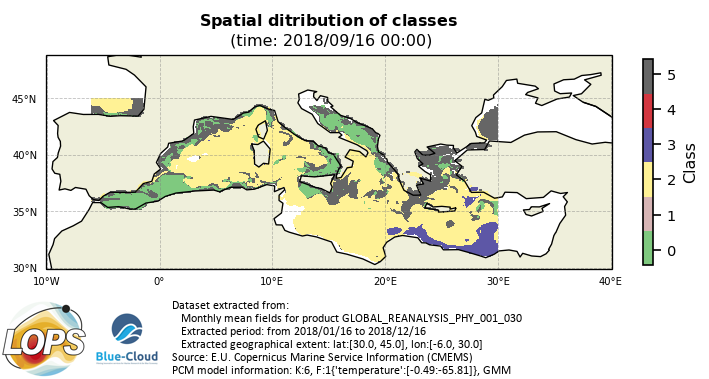 Spatial ditribution of classes
(time: 2018/09/16 00:00)
45°N
40°N
35°N
30°N
10°W
0°
10°E
20°E
30°E
40°E
5
4
3
2
1
0
Class
LOPS
Blue-Cloud
Dataset extracted from:
Monthly mean fields for product GLOBAL_REANALYSIS_PHY_001_030
Extracted period: from 2018/01/16 to 2018/12/16
Extracted geographical extent: lat:[30.0, 45.0], lon:[-6.0, 30.0]
Source: E.U. Copernicus Marine Service Information (CMEMS)
PCM model information: K:6, F:1{'temperature':[-0.49:-65.81]}, GMM